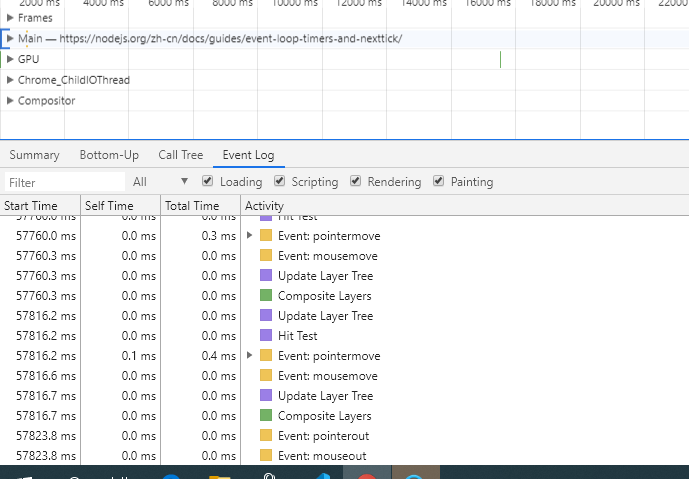 2000 ms 4000 ms 6000 ms 8000 ms 10000 ms 12000 ms 14000 ms 16000 ms 18000 ms 20000 ms 22000
Frames
Main — https://nodejs.org/zh-cn/docs/guides/event-loop-timers-and-nexttick/
GPU
Chrome_ChildIOThread
Compositor
Summary Bottom-Up Call Tree Event Log
Filter All Loading Scripting Rendering Painting
Start Time Self Time Total Time Activity
57760.0 ms 0.0 ms 0.0 ms Hit Test
57760.0 ms 0.0 ms 0.3 ms Event: pointermove
57760.3 ms 0.0 ms 0.0 ms Event: mousemove
57760.3 ms 0.0 ms 0.0 ms Update Layer Tree
57760.3 ms 0.0 ms 0.0 ms Composite Layers
57816.2 ms 0.0 ms 0.0 ms Update Layer Tree
57816.2 ms 0.0 ms 0.0 ms Hit Test
57816.2 ms 0.1 ms 0.4 ms Event: pointermove
57816.6 ms 0.0 ms 0.0 ms Event: mousemove
57816.7 ms 0.0 ms 0.0 ms Update Layer Tree
57816.7 ms 0.0 ms 0.0 ms Composite Layers
57823.8 ms 0.0 ms 0.0 ms Event: pointerout
57823.8 ms 0.0 ms 0.0 ms Event: mouseout